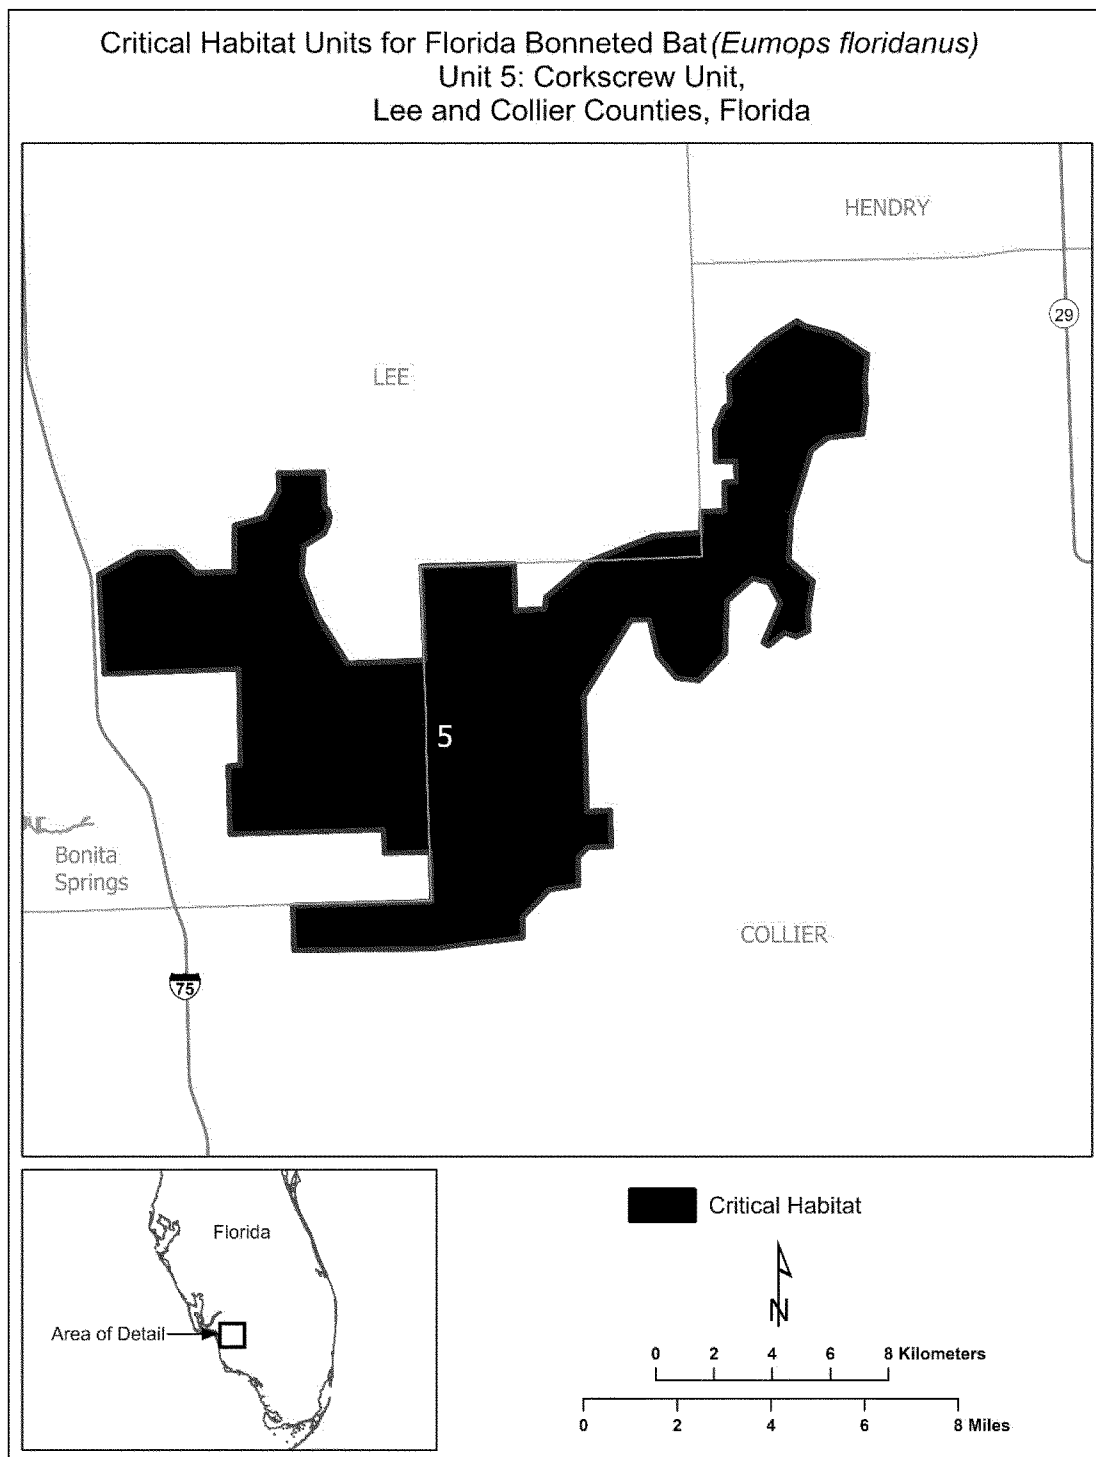 Critical Habitat Units for Florida Bonneted Bat (Eumops floridanus)
Unit 5: Corkscrew Unit,
Lee and Collier Counties, Florida
HENDRY
29
LEE
5
Bonita
Springs
COLLIER
75
Florida
Area of Detail
Critical Habitat
N
0 2 4 6 8 Kilometers
0 2 4 6 8 Miles